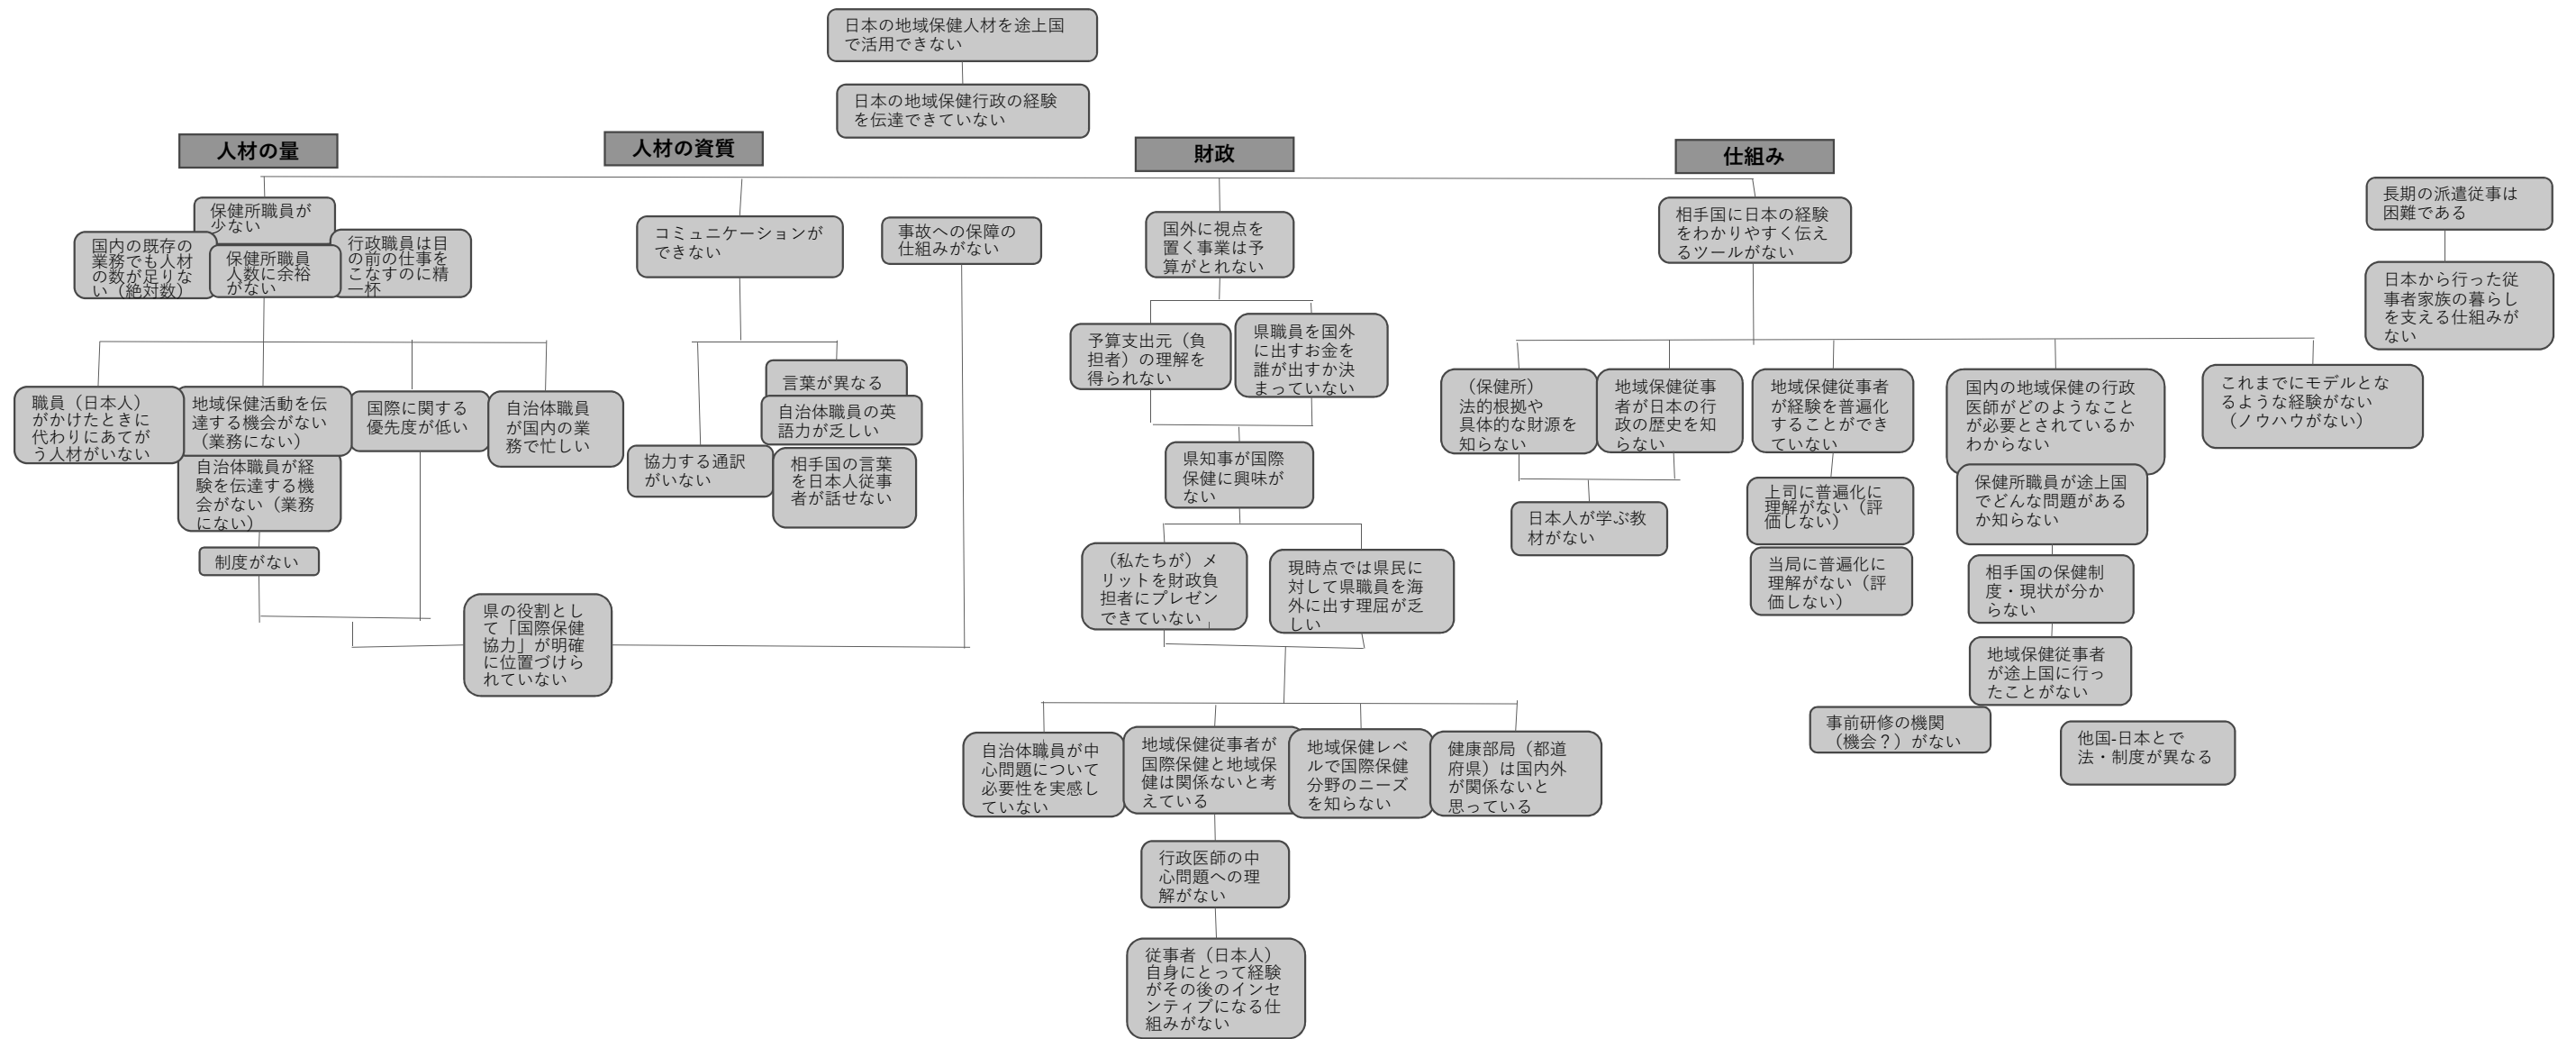 日本の地域保健人材を途上国
で活用できない
日本の地域保健行政の経験
を伝達できていない
人材の量
人材の資質
財政
仕組み
保健所職員が
少ない
国内の既存の
業務でも人材
の数が足りな
い（絶対数）
保健所職員
人数に余裕
がない
行政職員は目
の前の仕事を
こなすのに精
一杯
職員（日本人）
がかけたときに
代わりにあてが
う人材がいない
地域保健活動を伝
達する機会がない
（業務にない）
国際に関する
優先度が低い
自治体職員
が国内の業
務で忙しい
自治体職員が経
験を伝達する機
会がない（業務
にない）
制度がない
県の役割とし
て「国際保健
協力」が明確
に位置づけら
れていない
コミュニケーションが
できない
事故への保障の
仕組みがない
言葉が異なる
自治体職員の英
語力が乏しい
協力する通訳
がいない
相手国の言葉
を日本人従事
者が話せない
国外に視点を
置く事業は予
算がとれない
予算支出元（負
担者）の理解を
得られない
県職員を国外
に出すお金を
誰が出すか決
まっていない
県知事が国際
保健に興味が
ない
（私たちが）メ
リットを財政負
担者にプレゼン
できていない
現時点では県民に
対して県職員を海
外に出す理屈が乏
しい
自治体職員が中
心問題について
必要性を実感し
ていない
地域保健従事者が
国際保健と地域保
健は関係ないと考
えている
地域保健レベ
ルで国際保健
分野のニーズ
を知らない
健康部局（都道
府県）は国内外
が関係ないと
思っている
行政医師の中
心問題への理
解がない
従事者（日本人）
自身にとって経験
がその後のインセ
ンティブになる仕
組みがない
相手国に日本の経験
をわかりやすく伝え
るツールがない
（保健所）
法的根拠や
具体的な財源を
知らない
地域保健従事
者が日本の行
政の歴史を知
らない
日本人が学ぶ教
材がない
地域保健従事者
が経験を普遍化
することができ
ていない
上司に普遍化に
理解がない（評
価しない）
当局に普遍化に
理解がない（評
価しない）
国内の地域保健の行政
医師がどのようなこと
が必要とされているか
わからない
保健所職員が途上国
でどんな問題がある
か知らない
相手国の保健制
度・現状が分か
らない
地域保健従事者
が途上国に行っ
たことがない
事前研修の機関
（機会？）がない
他国-日本とで
法・制度が異なる
これまでにモデルとな
るような経験がない
（ノウハウがない）
長期の派遣従事は
困難である
日本から行った従
事者家族の暮らし
を支える仕組みが
ない